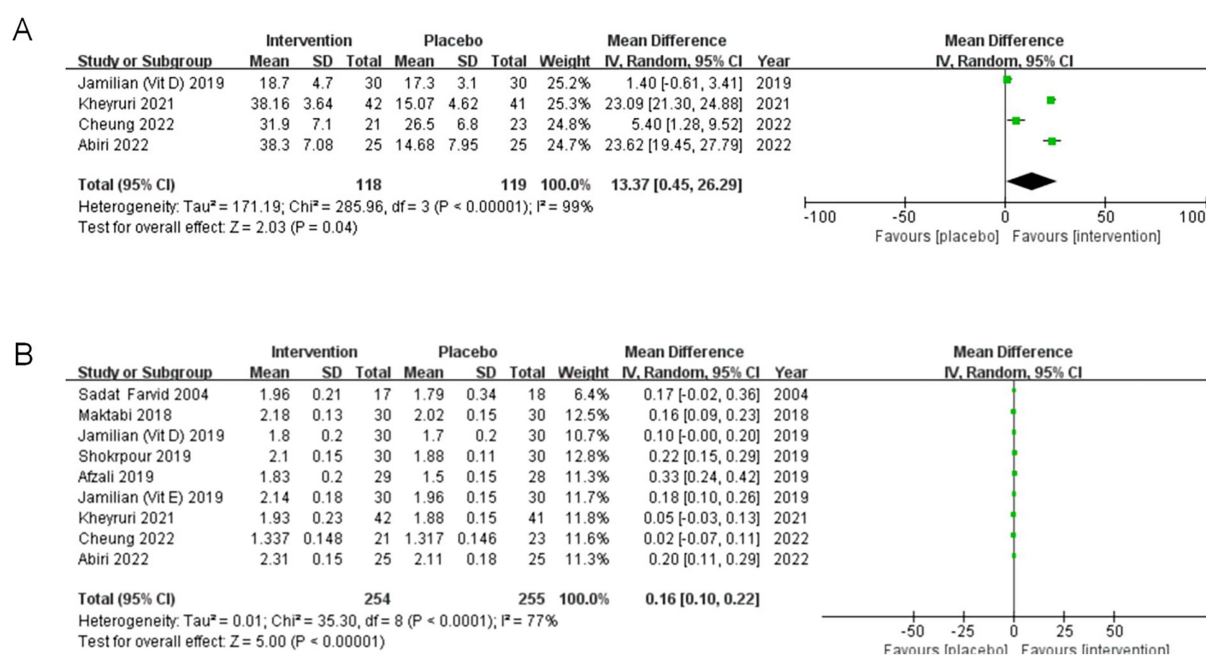 A
Intervention Placebo Mean Difference Mean Difference
Study or Subgroup Mean SD Total Mean SD Total Weight IV, Random, 95% CI Year IV, Random, 95% CI
Jamilian (Vit D) 2019 18.7 4.7 30 17.3 3.1 30 25.2% 1.40 [-0.61, 3.41] 2019
Kheyruri 2021 38.16 3.64 42 15.07 4.62 41 25.3% 23.09 [21.30, 24.88] 2021
Cheung 2022 31.9 7.1 21 26.5 6.8 23 24.8% 5.40 [1.28, 9.52] 2022
Abiri 2022 38.3 7.08 25 14.68 7.95 25 24.7% 23.62 [19.45, 27.79] 2022
Total (95% CI) 118 119 100.0% 13.37 [0.45, 26.29]
Heterogeneity: Tau² = 171.19; Chi² = 285.96, df = 3 (P < 0.00001); I² = 99%
Test for overall effect: Z = 2.03 (P = 0.04)
-100 -50 0 50 100
Favours [placebo] Favours [intervention]
B
Intervention Placebo Mean Difference Mean Difference
Study or Subgroup Mean SD Total Mean SD Total Weight IV, Random, 95% CI Year IV, Random, 95% CI
Sadat Farvid 2004 1.96 0.21 17 1.79 0.34 18 6.4% 0.17 [-0.02, 0.36] 2004
Maktabi 2018 2.18 0.13 30 2.02 0.15 30 12.5% 0.16 [0.09, 0.23] 2018
Jamilian (Vit D) 2019 1.8 0.2 30 1.7 0.2 30 10.7% 0.10 [-0.00, 0.20] 2019
Shokrpour 2019 2.1 0.15 30 1.88 0.11 30 12.8% 0.22 [0.15, 0.29] 2019
Afzali 2019 1.83 0.2 29 1.5 0.15 28 11.3% 0.33 [0.24, 0.42] 2019
Jamilian (Vit E) 2019 2.14 0.18 30 1.96 0.15 30 11.7% 0.18 [0.10, 0.26] 2019
Kheyruri 2021 1.93 0.23 42 1.88 0.15 41 11.8% 0.05 [-0.03, 0.13] 2021
Cheung 2022 1.337 0.148 21 1.317 0.146 23 11.6% 0.02 [-0.07, 0.11] 2022
Abiri 2022 2.31 0.15 25 2.11 0.18 25 11.3% 0.20 [0.11, 0.29] 2022
Total (95% CI) 254 255 100.0% 0.16 [0.10, 0.22]
Heterogeneity: Tau² = 0.01; Chi² = 35.30, df = 8 (P < 0.0001); I² = 77%
Test for overall effect: Z = 5.00 (P < 0.00001)
-50 -25 0 25 50
Favours [placebo] Favours [intervention]